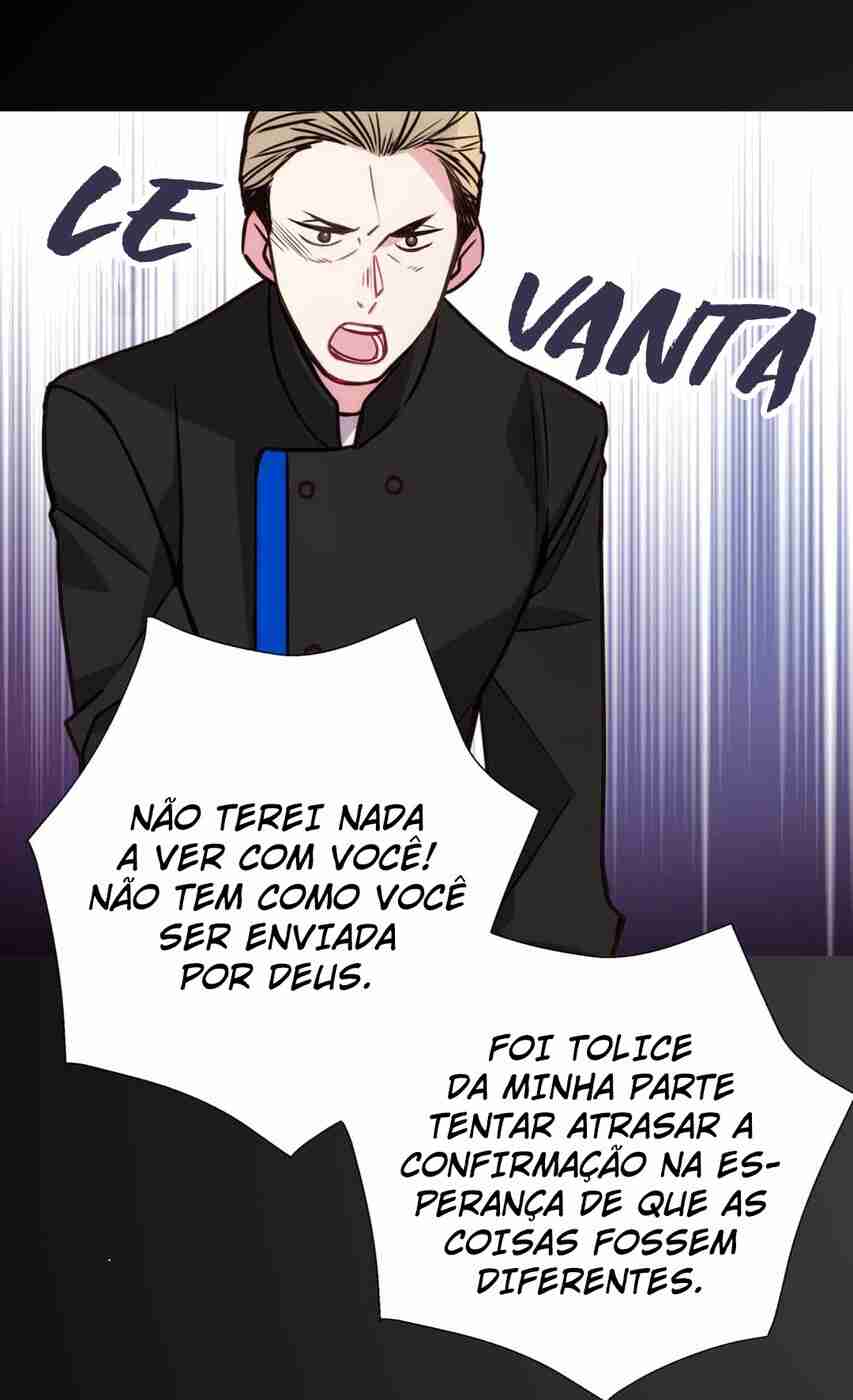 LE
VANTA
NÃO TEREI NADA
A VER COM VOCÊ!
NÃO TEM COMO VOCÊ
SER ENVIADA
POR DEUS.
FOI TOLICE
DA MINHA PARTE
TENTAR ATRASAR A
CONFIRMAÇÃO NA ES-
PERANÇA DE QUE AS
COISAS FOSSEM
DIFERENTES.